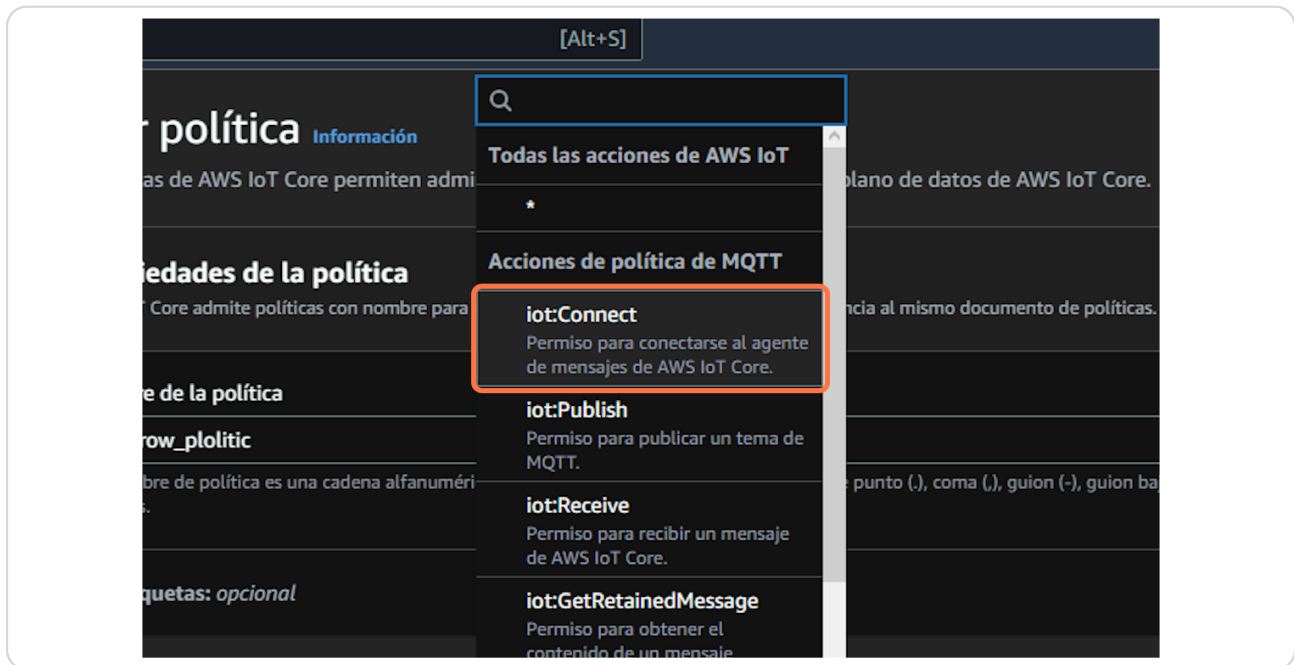 [Alt+S]
r política Información
as de AWS IoT Core permiten admi
plano de datos de AWS IoT Core.
iedades de la política
Core admite políticas con nombre para
ncia al mismo documento de políticas.
e de la política
row_plolitic
bre de política es una cadena alfanuméri
punto (.), coma (,), guion (-), guion ba
s.
quetas: opcional
Todas las acciones de AWS IoT
*
Acciones de política de MQTT
iot:Connect
Permiso para conectarse al agente
de mensajes de AWS IoT Core.
iot:Publish
Permiso para publicar un tema de
MQTT.
iot:Receive
Permiso para recibir un mensaje
de AWS IoT Core.
iot:GetRetainedMessage
Permiso para obtener el
contenido de un mensaje